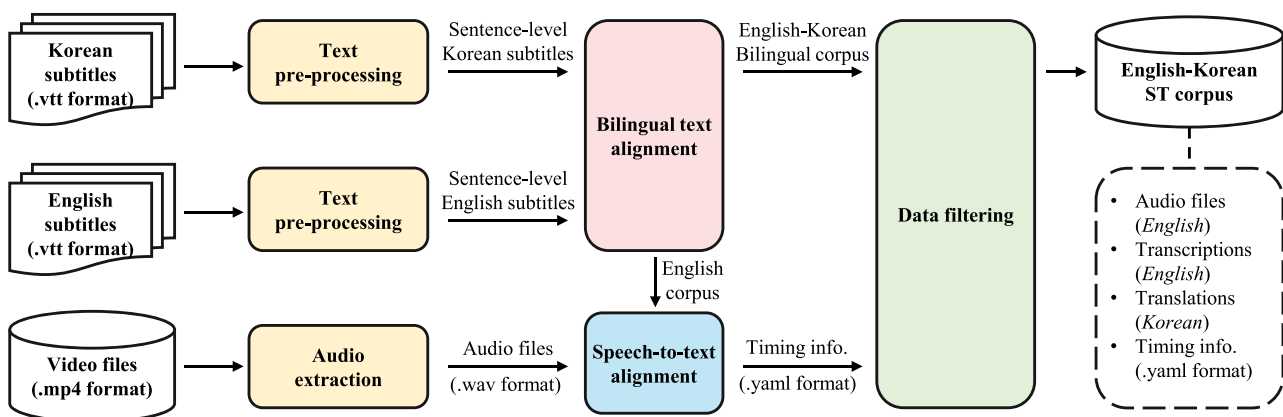 Korean
subtitles
(.vtt format)
Text
pre-processing
Sentence-level
Korean subtitles
English
subtitles
(.vtt format)
Text
pre-processing
Sentence-level
English subtitles
Video files
(.mp4 format)
Audio
extraction
Audio files
(.wav format)
Bilingual text
alignment
English
corpus
Speech-to-text
alignment
English-Korean
Bilingual corpus
Timing info.
(.yaml format)
Data filtering
English-Korean
ST corpus
• Audio files
(English)
• Transcriptions
(English)
• Translations
(Korean)
• Timing info.
(.yaml format)